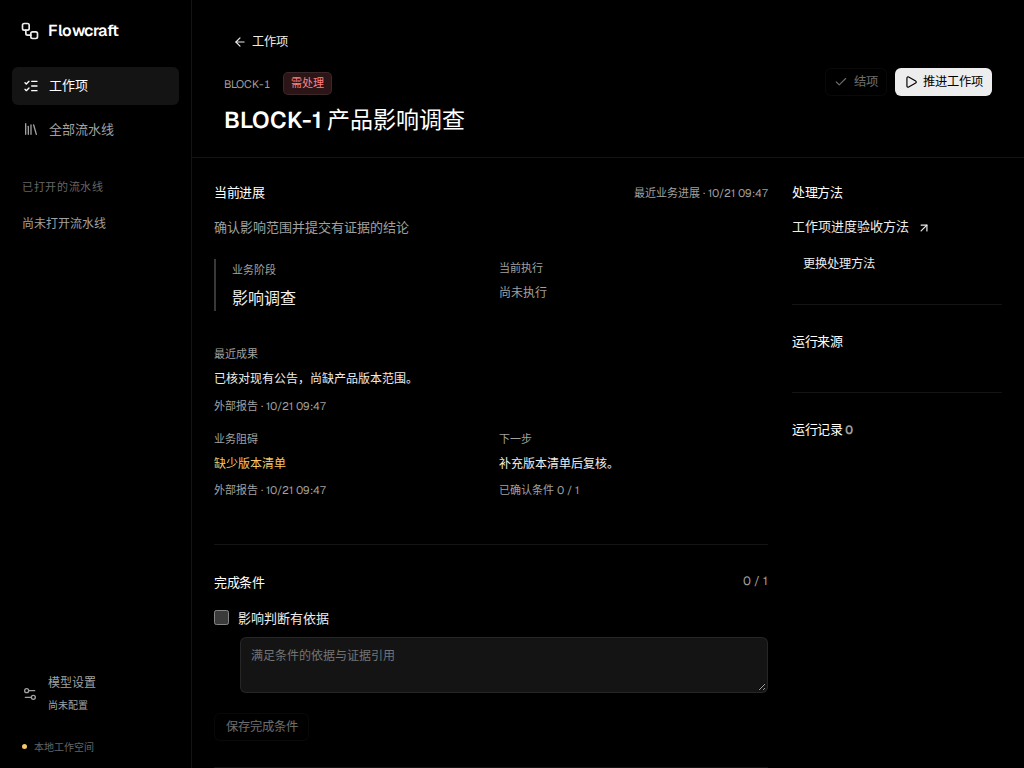 Flowcraft
工作项
全部流水线
已打开的流水线
尚未打开流水线
模型设置
尚未配置
本地工作空间
工作项
BLOCK-1 需处理
BLOCK-1 产品影响调查
结项
推进工作项
当前进展
最近业务进展 · 10/21 09:47
确认影响范围并提交有证据的结论
业务阶段
影响调查
当前执行
尚未执行
最近成果
已核对现有公告，尚缺产品版本范围。
外部报告 · 10/21 09:47
业务阻碍
缺少版本清单
外部报告 · 10/21 09:47
下一步
补充版本清单后复核。
已确认条件 0 / 1
完成条件
0 / 1
影响判断有依据
满足条件的依据与证据引用
保存完成条件
处理方法
工作项进度验收方法
更换处理方法
运行来源
运行记录 0